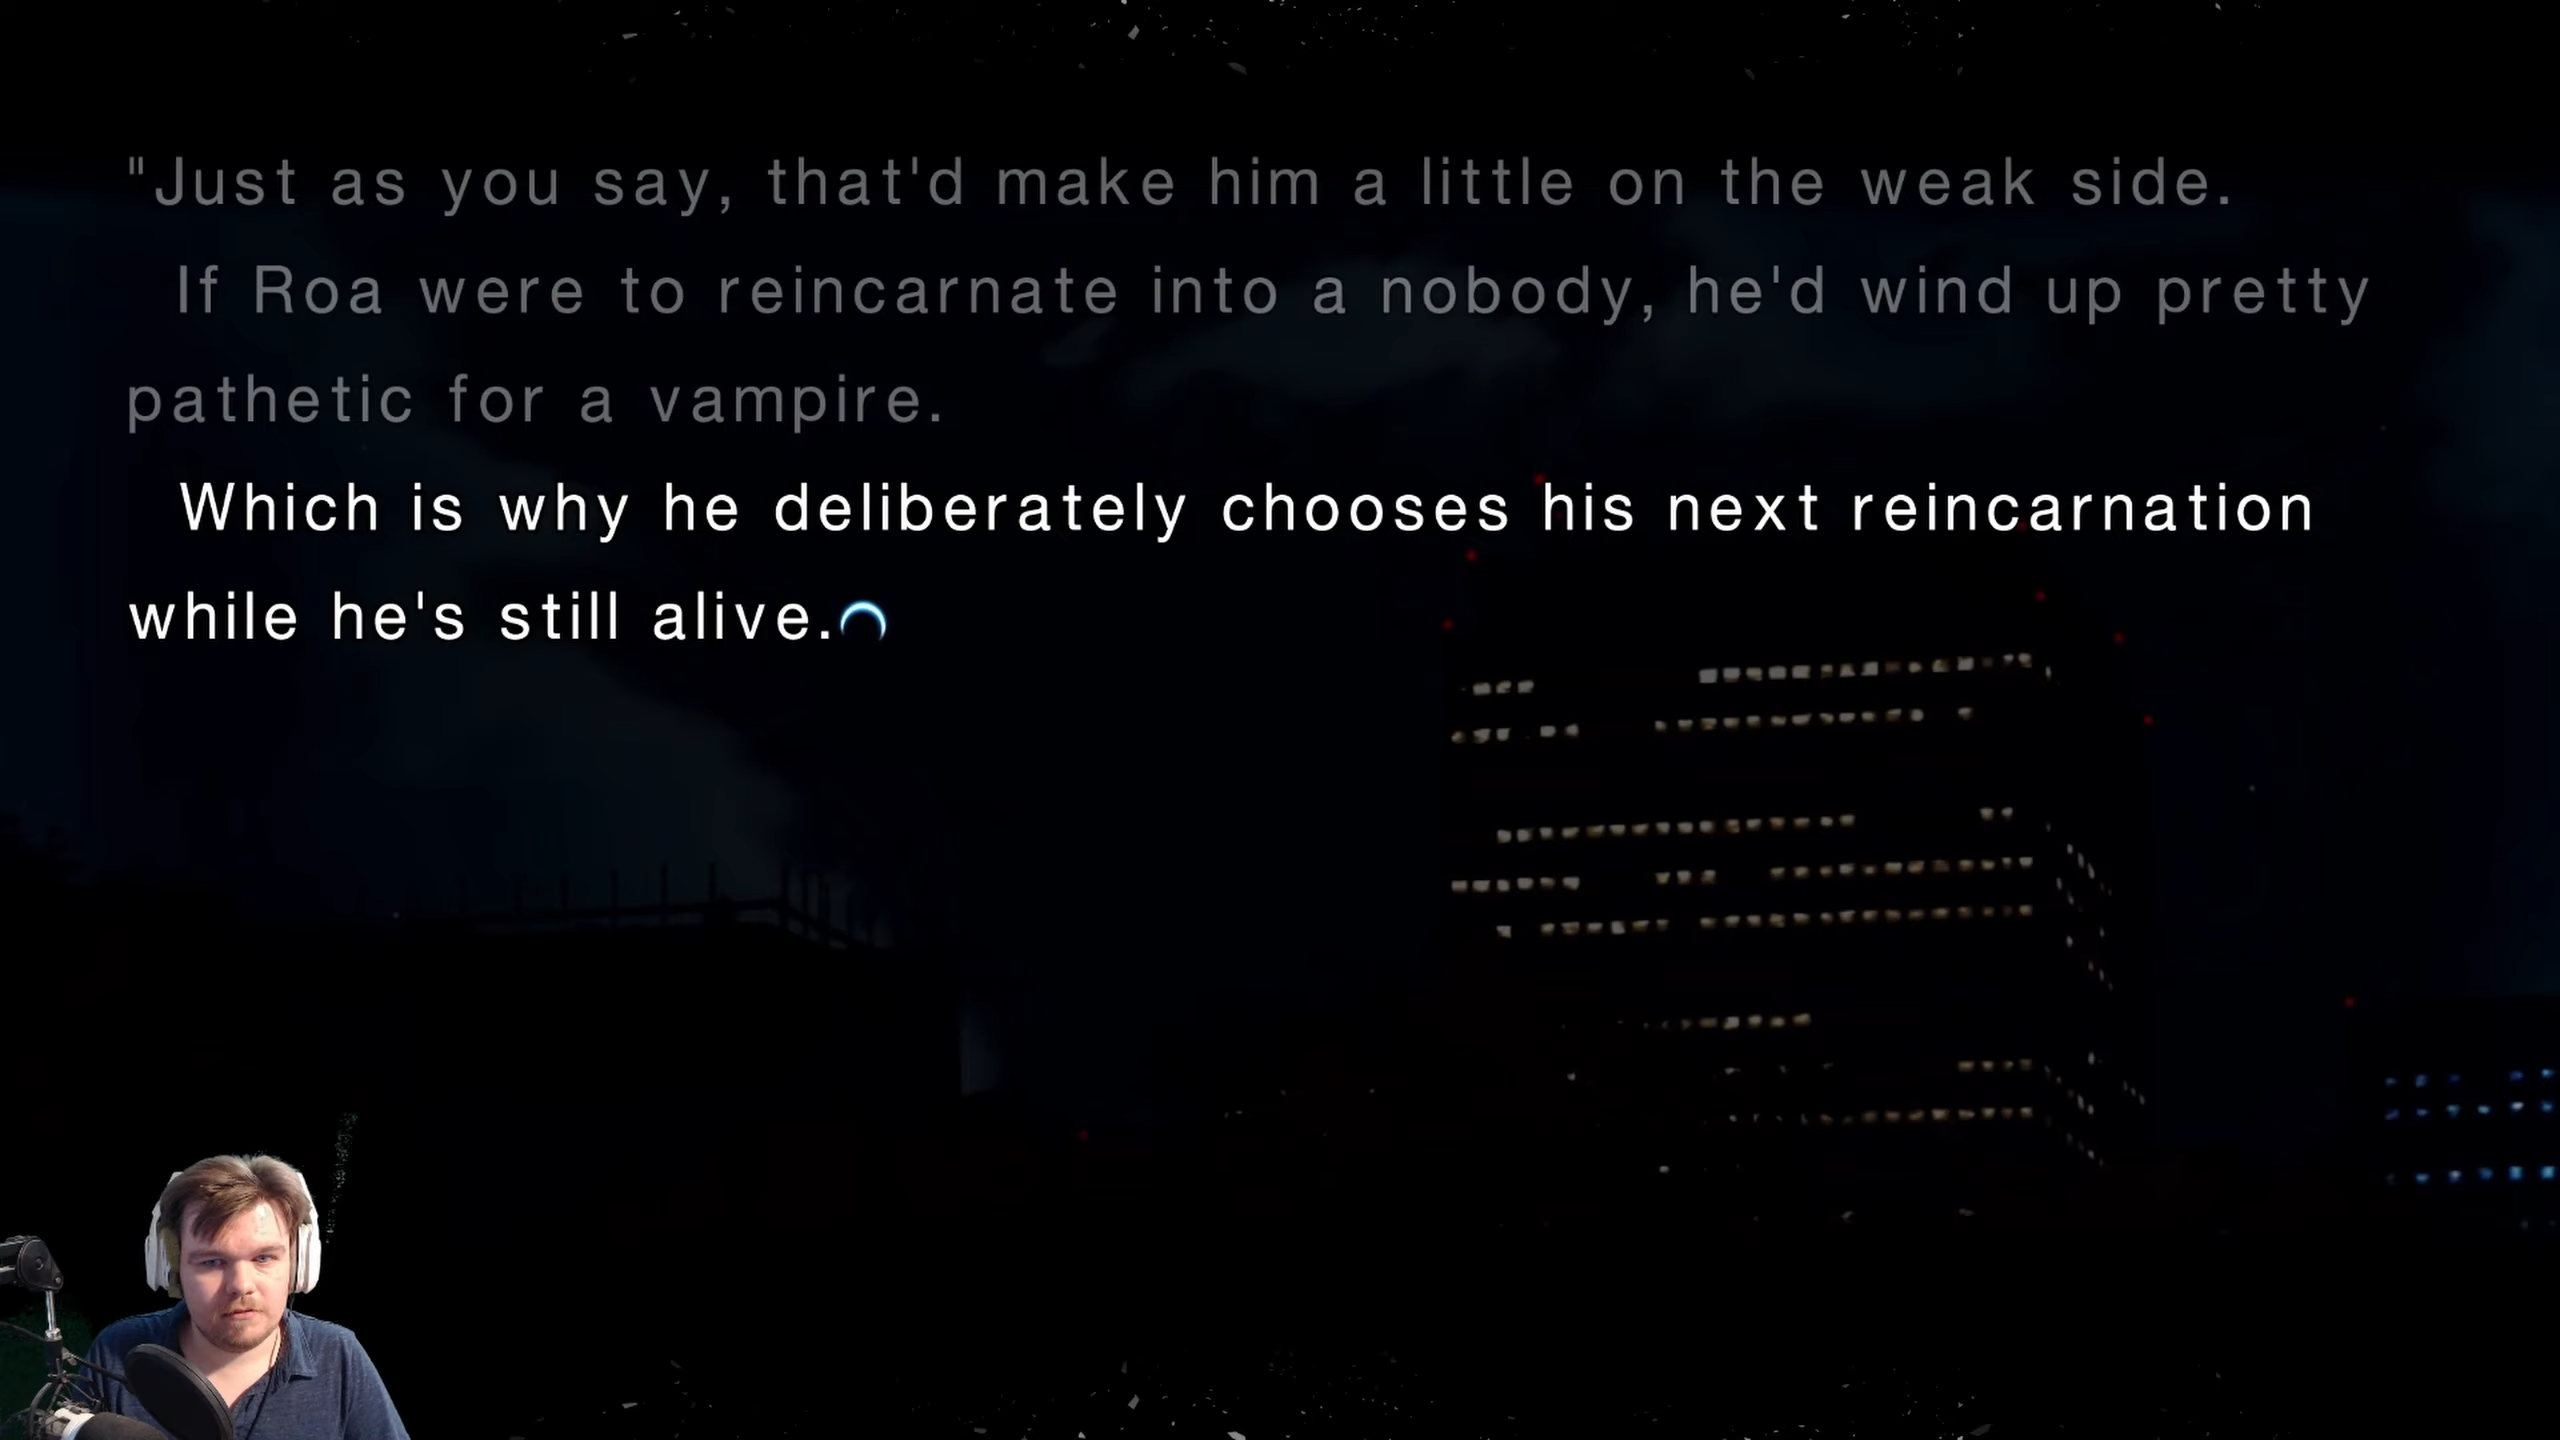 "Just as you say, that'd make him a little on the weak side.
If Roa were to reincarnate into a nobody, he'd wind up pretty
pathetic for a vampire.
Which is why he deliberately chooses his next reincarnation
while he's still alive.